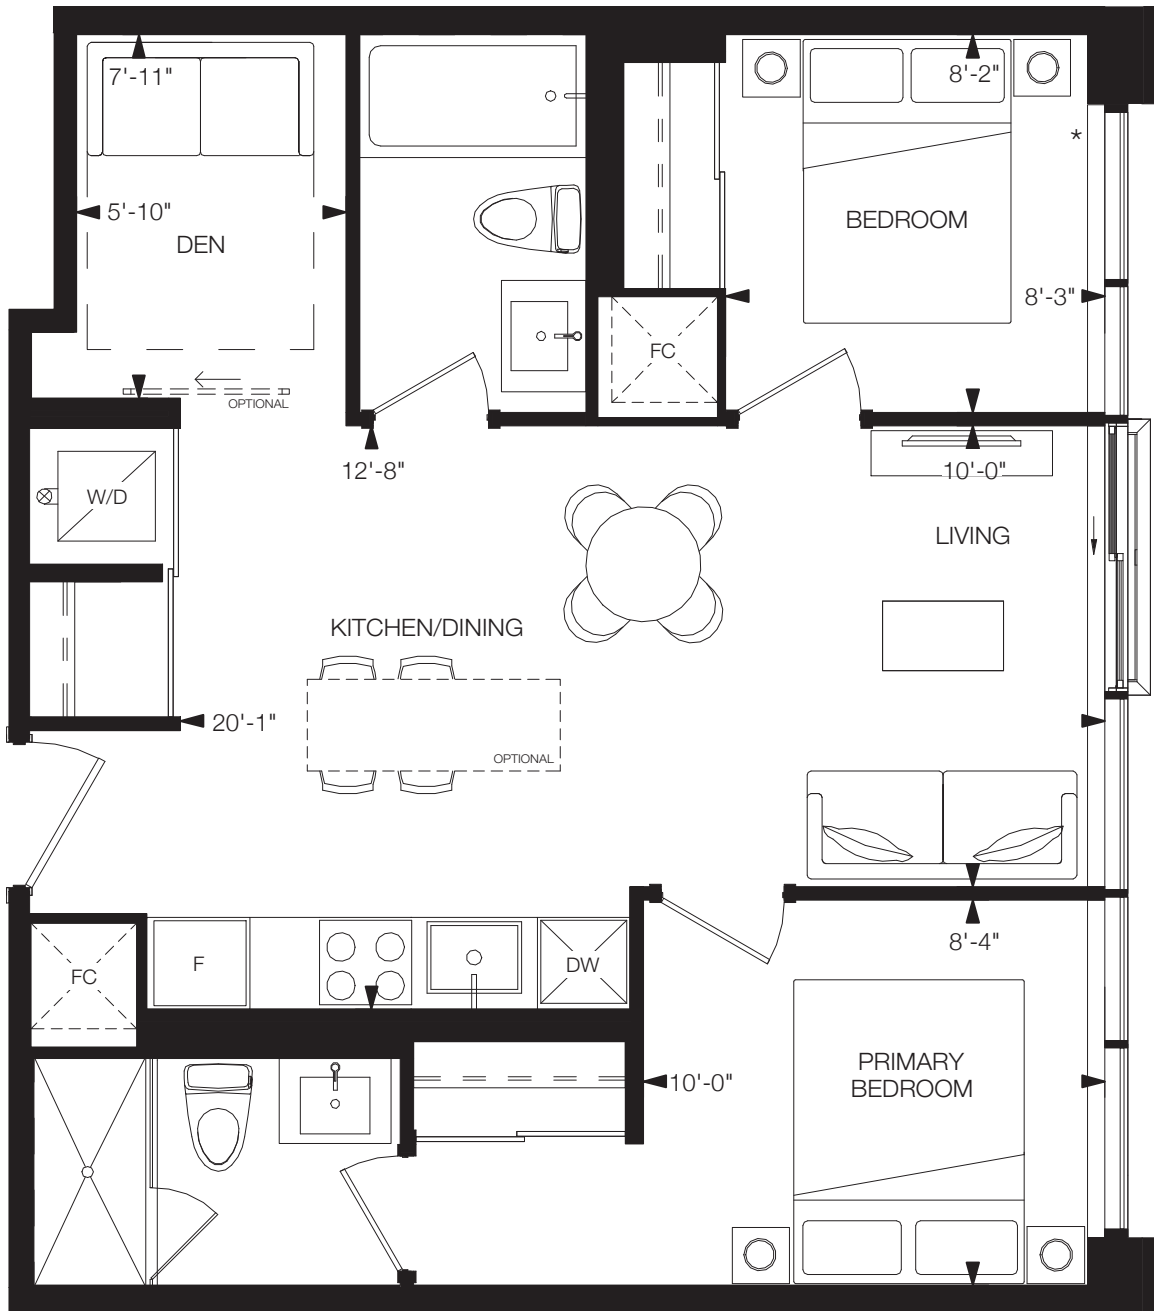 7'-11"
8'-2"
*
5'-10"
DEN
BEDROOM
8'-3"
FC
OPTIONAL
12'-8"
10'-0"
W/D
LIVING
KITCHEN/DINING
20'-1"
OPTIONAL
8'-4"
FC
F
DW
PRIMARY
BEDROOM
10'-0"